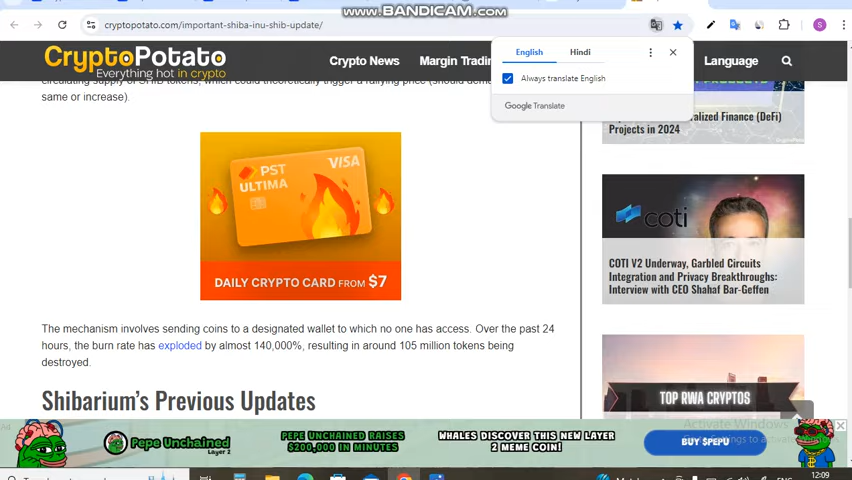 WWW.BANDICAM.COM
cryptopotato.com/important-shiba-inu-shib-update/
S
CryptoPotato
Everything hot in crypto
Crypto News
Language
English
Hindi
Always translate English
Google Translate
same or increase).
Projects in 2024
PST
ULTIMA
VISA
DAILY CRYPTO CARD FROM $7
coti
COTI V2 Underway, Garbled Circuits
Integration and Privacy Breakthroughs:
Interview with CEO Shahaf Bar-Geffen
The mechanism involves sending coins to a designated wallet to which no one has access. Over the past 24
hours, the burn rate has exploded by almost 140,000%, resulting in around 105 million tokens being
destroyed.
TOP RWA CRYPTOS
Shibarium's Previous Updates
Activate Windows
Ad
Pepe Unchained
Layer 2
PEPE UNCHAINED RAISES
$200,000 IN MINUTES
WHALES DISCOVER THIS NEW LAYER
2 MEME COIN!
BUY $PEPU
ENG
12:09